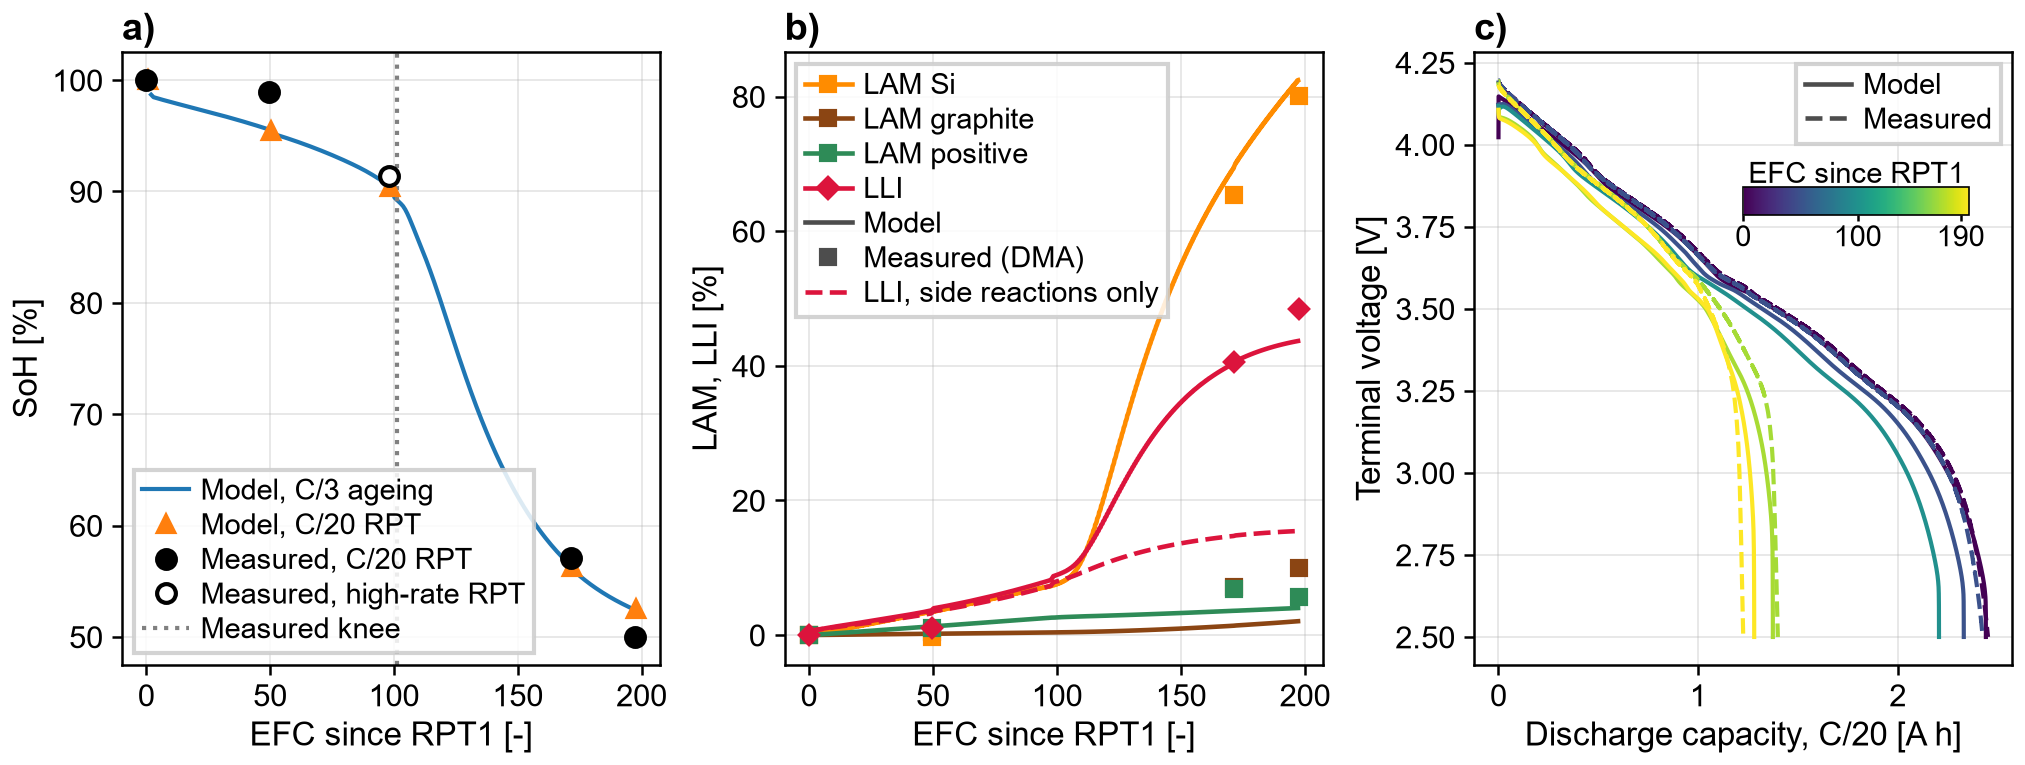 a)
100
90
80
70
60
50
SoH [%]
Model, C/3 ageing
Model, C/20 RPT
Measured, C/20 RPT
Measured, high-rate RPT
Measured knee
0 50 100 150 200
EFC since RPT1 [-]
b)
80
60
40
20
0
LAM, LLI [%]
LAM Si
LAM graphite
LAM positive
LLI
Model
Measured (DMA)
LLI, side reactions only
0 50 100 150 200
EFC since RPT1 [-]
c)
4.25
4.00
3.75
3.50
3.25
3.00
2.75
2.50
Terminal voltage [V]
Model
Measured
EFC since RPT1
0 100 190
0 1 2
Discharge capacity, C/20 [A h]